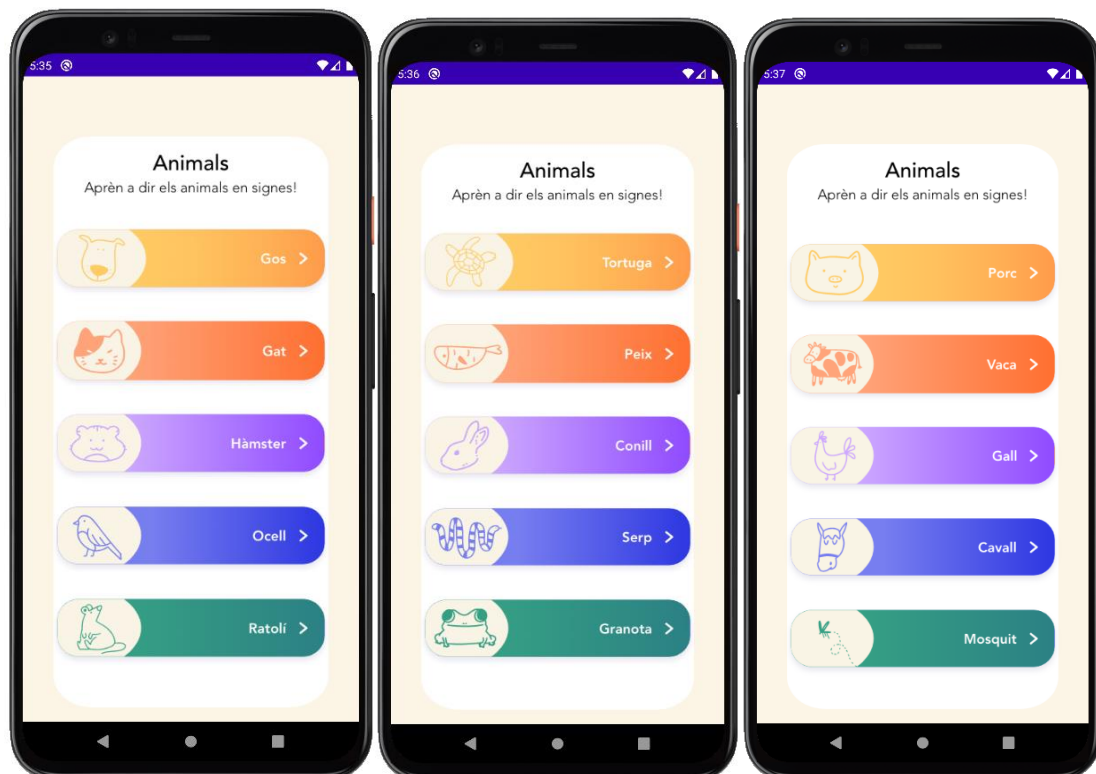 5:35
Animals
Aprèn a dir els animals en signes!
Gos
Gat
Hàmster
Ocell
Ratolí
5:36
Animals
Aprèn a dir els animals en signes!
Tortuga
Peix
Conill
Serp
Granota
5:37
Animals
Aprèn a dir els animals en signes!
Porc
Vaca
Gall
Cavall
Mosquit